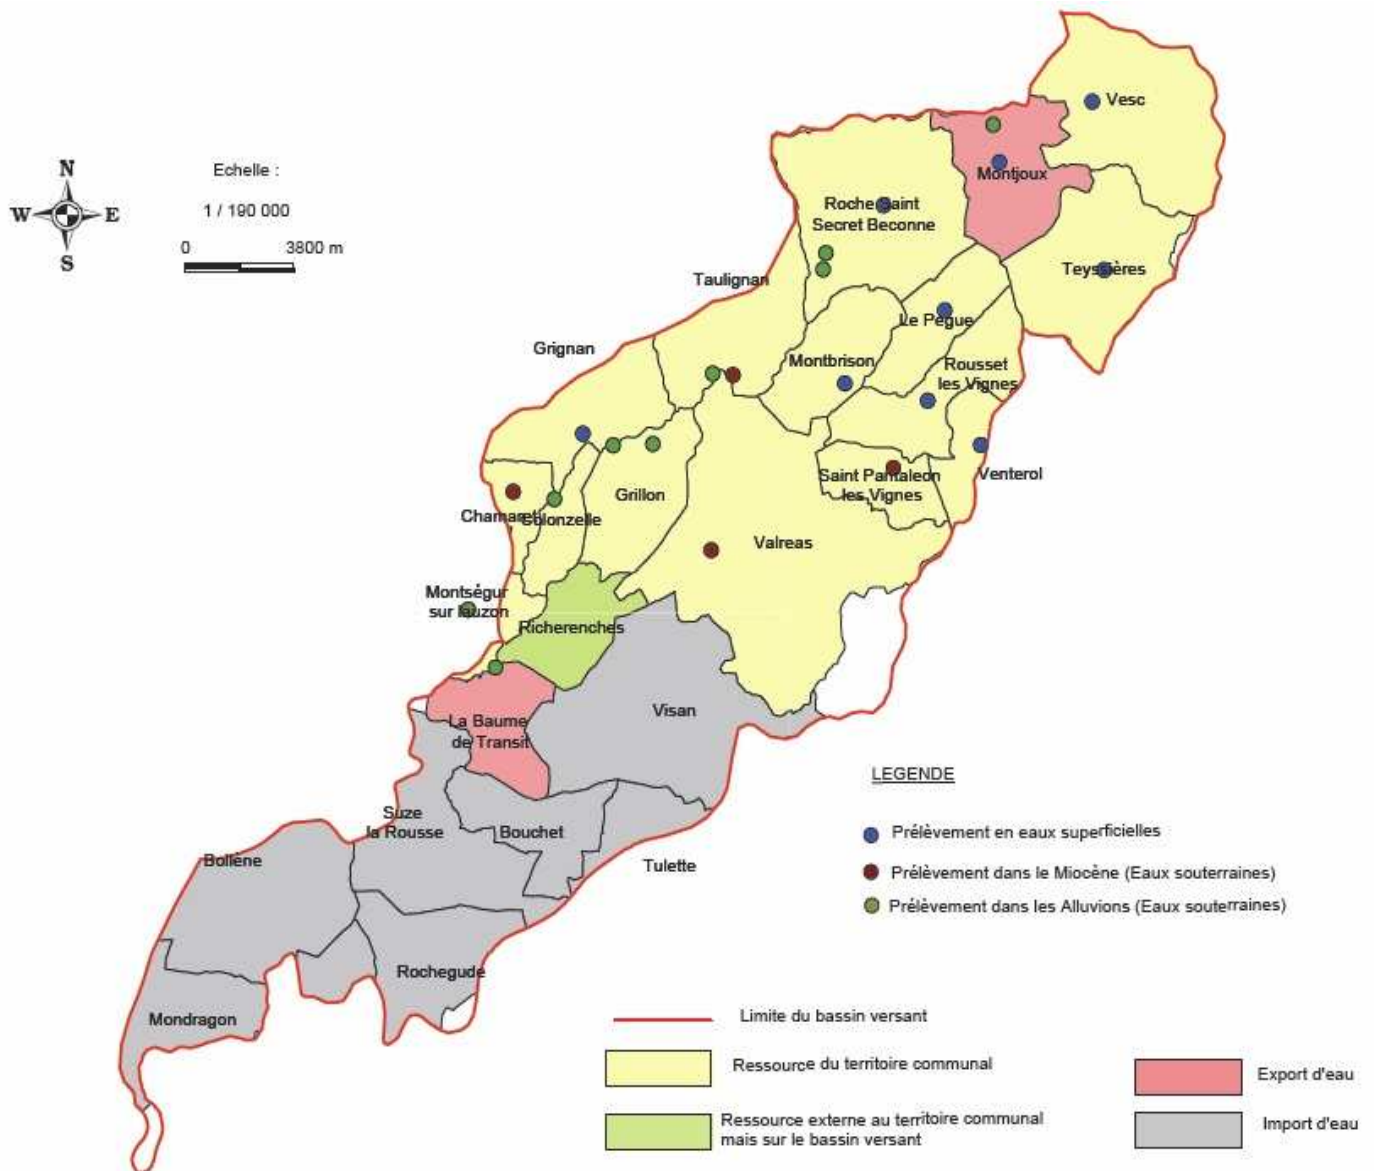 Vesc
N
W E
S
Echelle :
1 / 190 000
0 3800 m
Montjoux
Roche Saint
Secret Beconne
Teyssières
Taulignan
Le Pègue
Grignan
Montbrison
Rousset
les Vignes
Saint Pantaleon
les Vignes
Venterol
Grillon
Chamaret
Colonzelle
Valreas
Montségur
sur lauzon
Richerenches
Visan
La Baume
de Transit
Suze
la Rousse
Bouchet
Bollène
Tulette
Rochegude
Mondragon
LEGENDE
Prélèvement en eaux superficielles
Prélèvement dans le Miocène (Eaux souterraines)
Prélèvement dans les Alluvions (Eaux souterraines)
Limite du bassin versant
Ressource du territoire communal
Ressource externe au territoire communal
mais sur le bassin versant
Export d'eau
Import d'eau